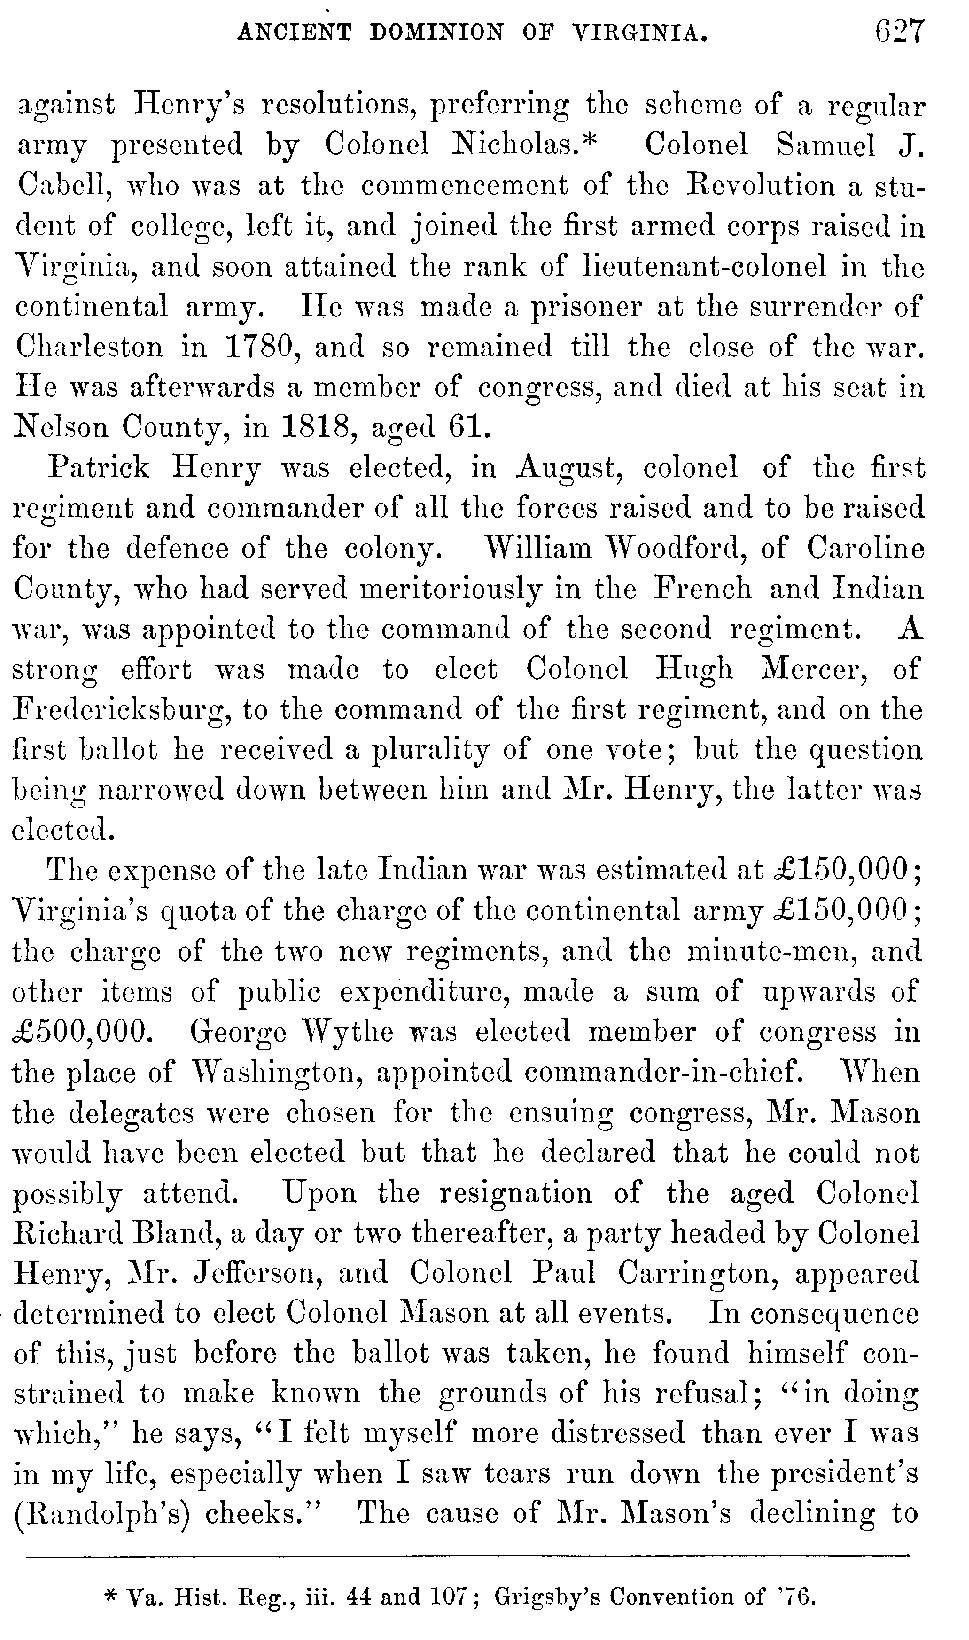 ANCIENT DOMINION OF VIRGINIA. 627
against Henry's resolutions, preferring the scheme of a regular
army presented by Colonel Nicholas.* Colonel Samuel J.
Cabell, who was at the commencement of the Revolution a stu-
dent of college, left it, and joined the first armed corps raised in
Virginia, and soon attained the rank of lieutenant-colonel in the
continental army. He was made a prisoner at the surrender of
Charleston in 1780, and so remained till the close of the war.
He was afterwards a member of congress, and died at his seat in
Nelson County, in 1818, aged 61.
Patrick Henry was elected, in August, colonel of the first
regiment and commander of all the forces raised and to be raised
for the defence of the colony. William Woodford, of Caroline
County, who had served meritoriously in the French and Indian
war, was appointed to the command of the second regiment. A
strong effort was made to elect Colonel Hugh Mercer, of
Fredericksburg, to the command of the first regiment, and on the
first ballot he received a plurality of one vote; but the question
being narrowed down between him and Mr. Henry, the latter was
elected.
The expense of the late Indian war was estimated at £150,000;
Virginia's quota of the charge of the continental army £150,000;
the charge of the two new regiments, and the minute-men, and
other items of public expenditure, made a sum of upwards of
£500,000. George Wythe was elected member of congress in
the place of Washington, appointed commander-in-chief. When
the delegates were chosen for the ensuing congress, Mr. Mason
would have been elected but that he declared that he could not
possibly attend. Upon the resignation of the aged Colonel
Richard Bland, a day or two thereafter, a party headed by Colonel
Henry, Mr. Jefferson, and Colonel Paul Carrington, appeared
determined to elect Colonel Mason at all events. In consequence
of this, just before the ballot was taken, he found himself con-
strained to make known the grounds of his refusal; "in doing
which," he says, "I felt myself more distressed than ever I was
in my life, especially when I saw tears run down the president's
(Randolph's) cheeks." The cause of Mr. Mason's declining to
* Va. Hist. Reg., iii. 44 and 107; Grigsby's Convention of '76.